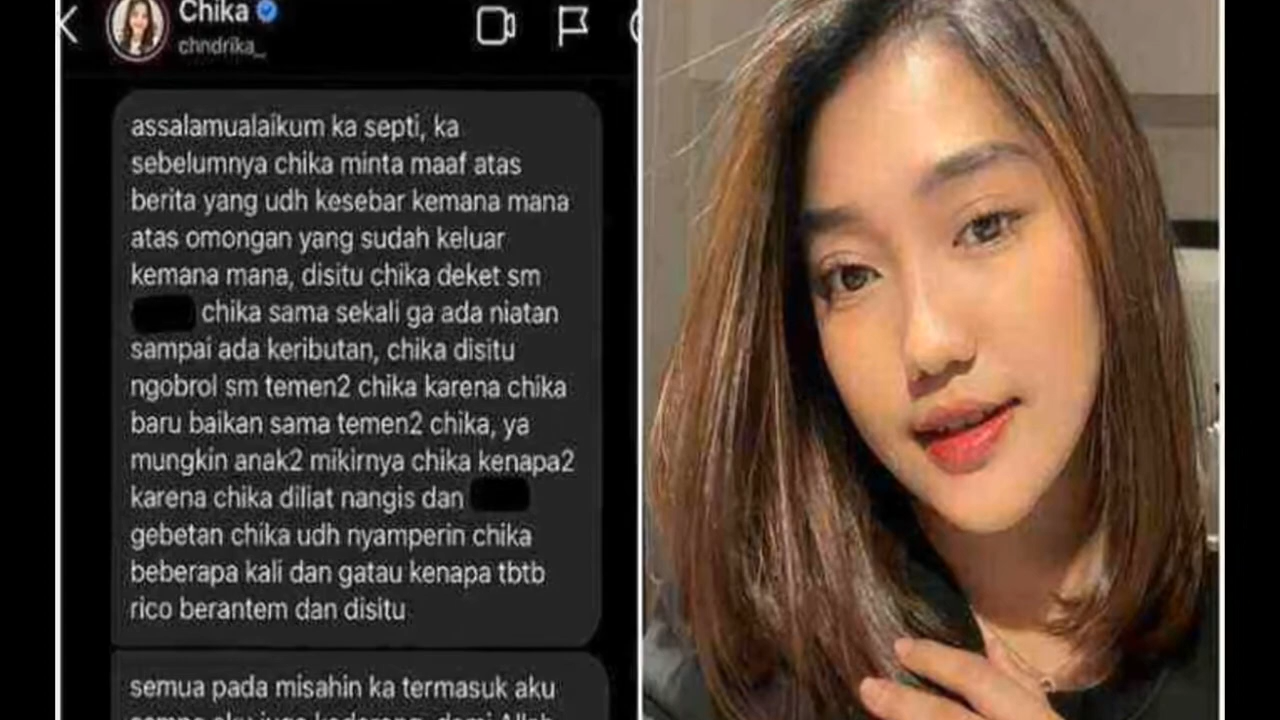 Chika
chndrika_
assalamualaikum ka septi, ka
sebelumnya chika minta maaf atas
berita yang udh kesebar kemana mana
atas omongan yang sudah keluar
kemana mana, disitu chika deket sm
chika sama sekali ga ada niatan
sampai ada keributan, chika disitu
ngobrol sm temen2 chika karena chika
baru baikan sama temen2 chika, ya
mungkin anak2 mikirnya chika kenapa2
karena chika diliat nangis dan
gebetan chika udh nyamperin chika
beberapa kali dan gatau kenapa tbtb
rico berantem dan disitu
semua pada misahin ka termasuk aku